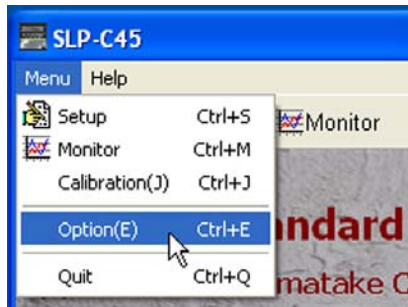 SLP-C45
Menu Help
Setup Ctrl+S
Monitor
Monitor Ctrl+M
Calibration(J) Ctrl+J
Option(E) Ctrl+E
ndard
Quit Ctrl+Q
matake C